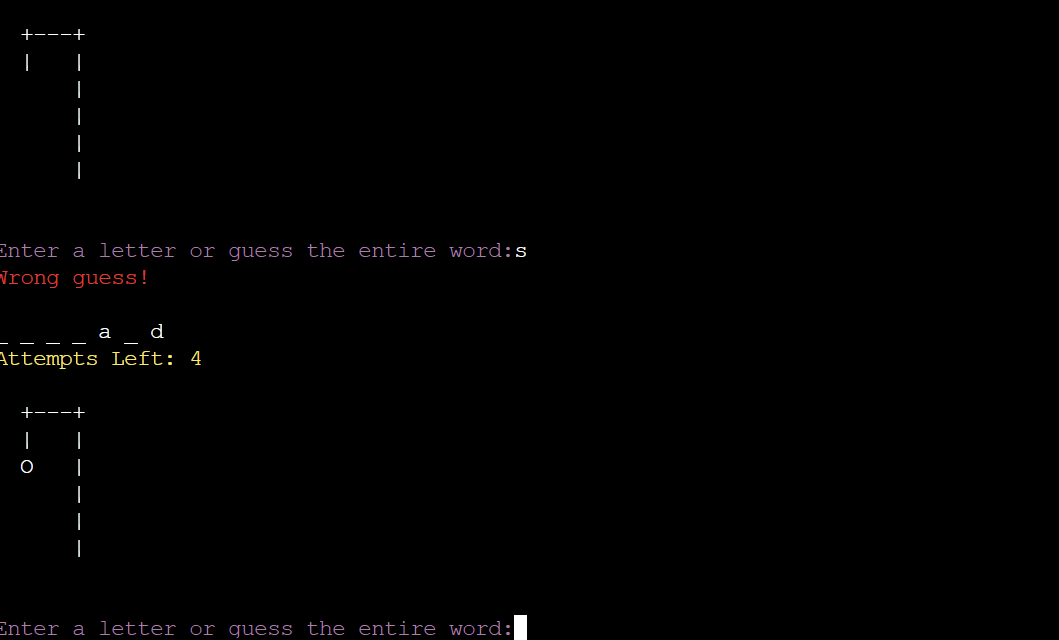 +---+
|   |
    |
    |
    |
    |
Enter a letter or guess the entire word:s
Wrong guess!
_ _ _ _ a _ d
Attempts Left: 4
+---+
|   |
O   |
    |
    |
    |
Enter a letter or guess the entire word: